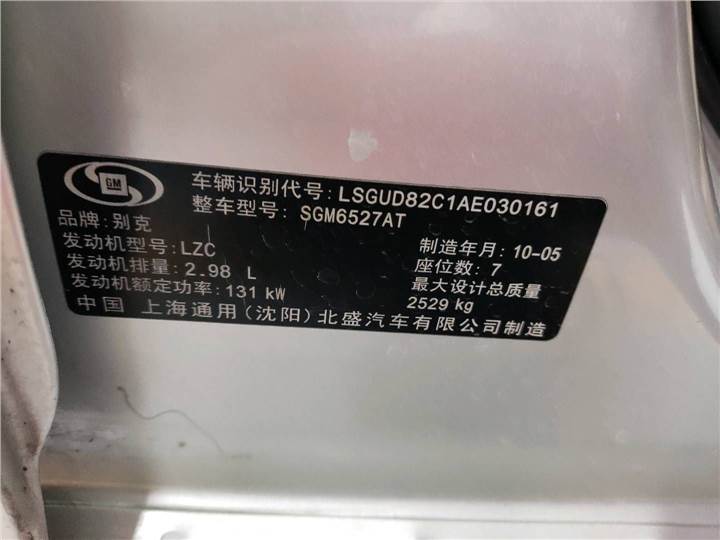 GM
车辆识别代号: LSGUD82C1AE030161
整车型号: SGM6527AT
品牌: 别克
发动机型号: LZC
制造年月: 10-05
发动机排量: 2.98 L
座位数: 7
发动机额定功率: 131 kW
最大设计总质量
2529 kg
中国 上海通用(沈阳)北盛汽车有限公司制造